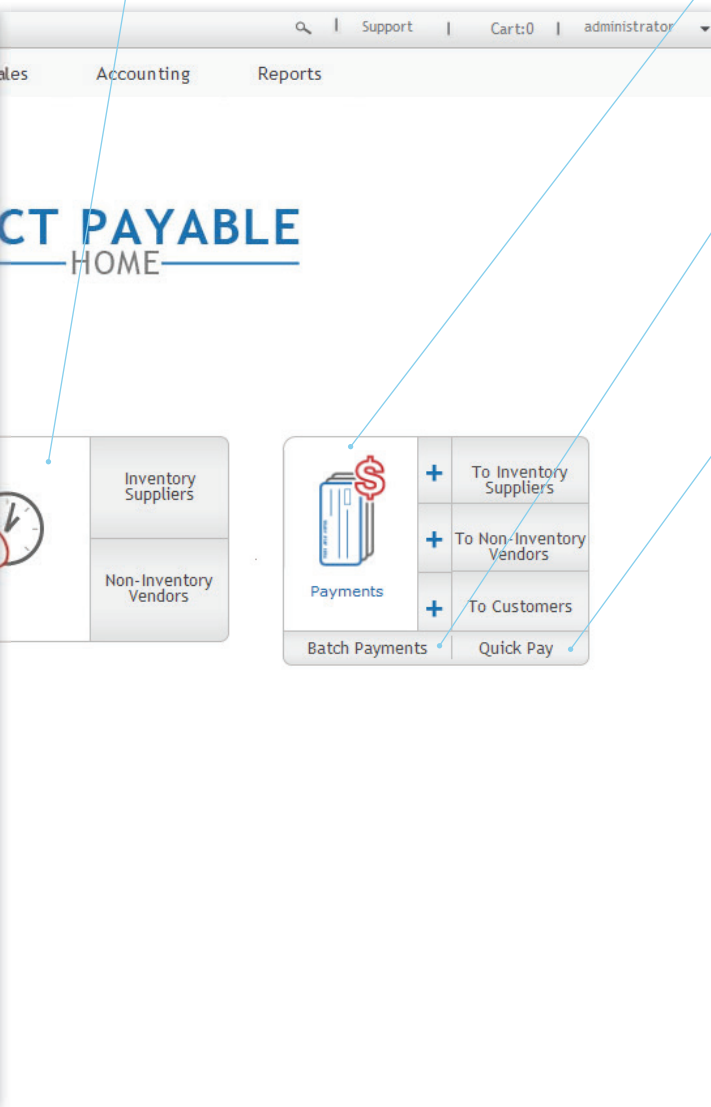 Support | Cart:0 | administrator
ales Accounting Reports
CT PAYABLE
HOME
Inventory
Suppliers
Non-Inventory
Vendors
Payments
+ To Inventory
Suppliers
+ To Non-Inventory
Vendors
+ To Customers
Batch Payments | Quick Pay